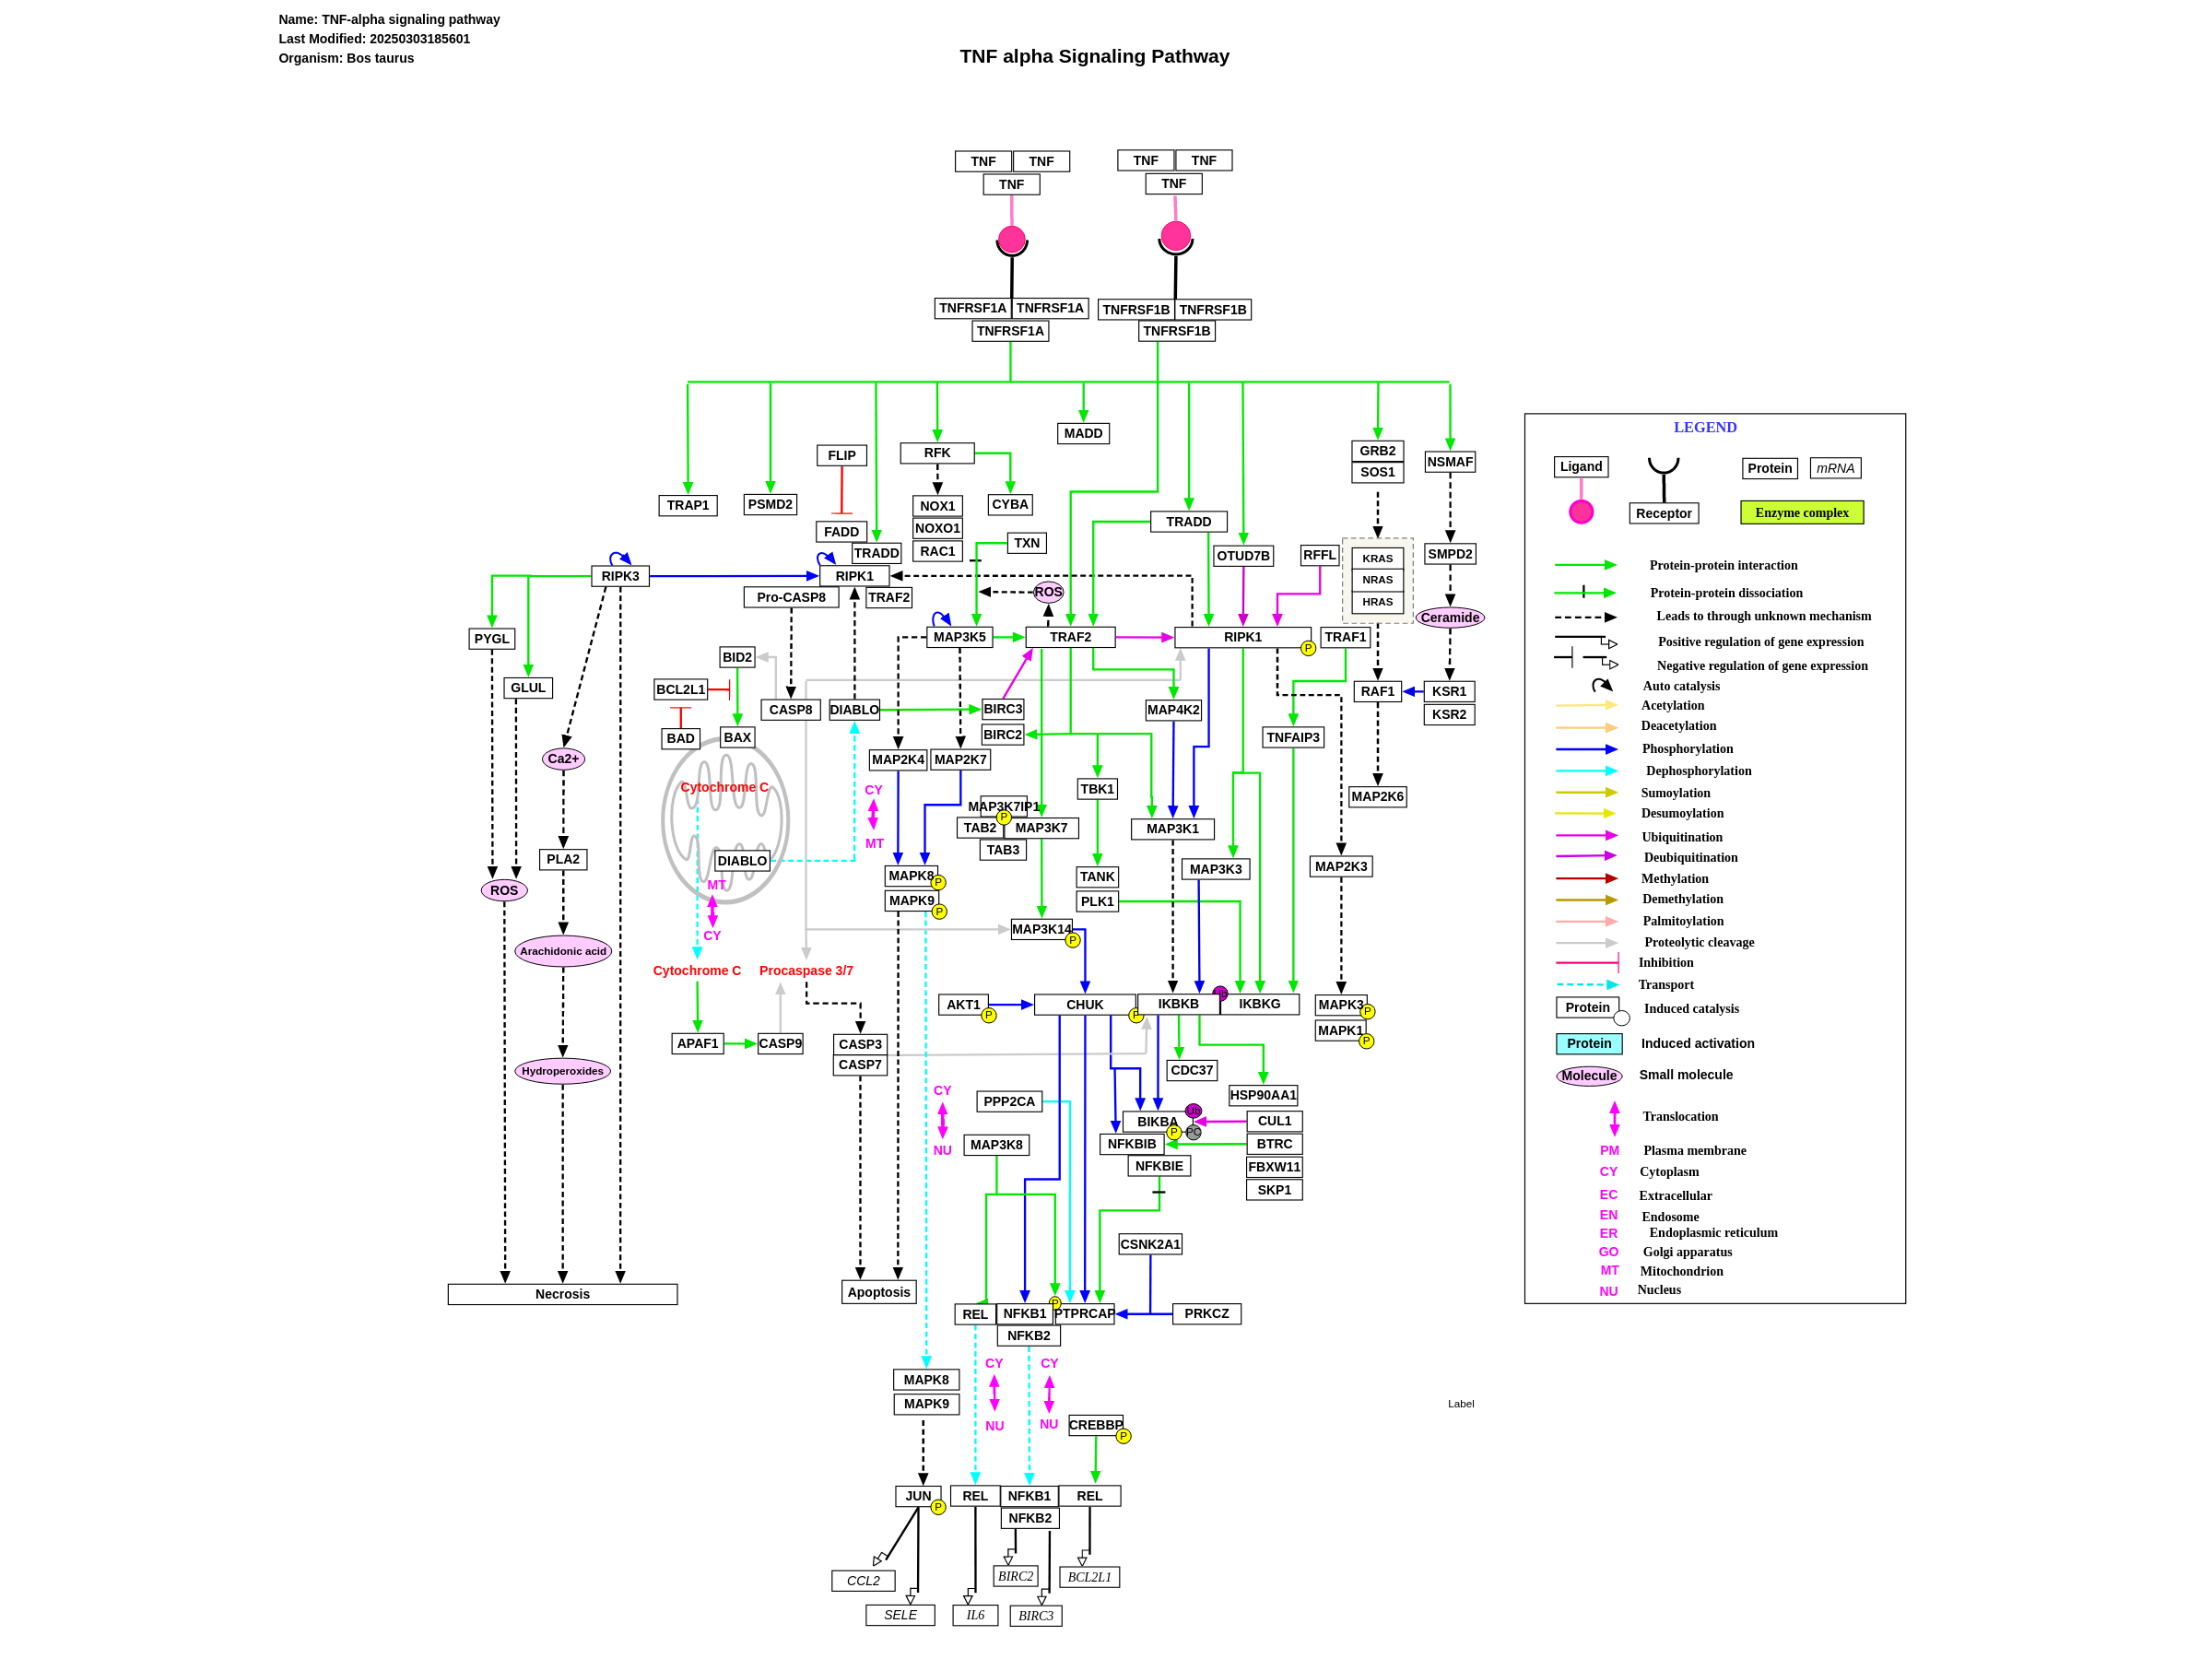 Name: TNF-alpha signaling pathway
Last Modified: 20250303185601
Organism: Bos taurus
TNF alpha Signaling Pathway
TNF TNF
TNF
TNF TNF
TNF
TNFRSF1A TNFRSF1A
TNFRSF1A
TNFRSF1B TNFRSF1B
TNFRSF1B
MADD
FLIP
RFK
GRB2
SOS1
NSMAF
TRAP1
PSMD2
NOX1
NOXO1
RAC1
CYBA
FADD
TRADD
TRADD
TXN
OTUD7B
RFFL
KRAS
NRAS
HRAS
SMPD2
RIPK3
RIPK1
Pro-CASP8
TRAF2
ROS
Ceramide
PYGL
MAP3K5
TRAF2
RIPK1
P
TRAF1
BID2
GLUL
BCL2L1
CASP8
DIABLO
BIRC3
BIRC2
MAP4K2
RAF1
KSR1
KSR2
BAD
BAX
TNFAIP3
Ca2+
MAP2K4
MAP2K7
Cytochrome C
CY
MT
TBK1
MAP2K6
MAP3K7IP1
P
TAB2
MAP3K7
TAB3
MAP3K1
PLA2
DIABLO
MAP3K3
MAP2K3
ROS
MT
CY
MAPK8
P
MAPK9
P
TANK
PLK1
MAP3K14
P
Arachidonic acid
Cytochrome C
Procaspase 3/7
AKT1
P
CHUK
P
IKBKB
IKBKG
MAPK3
P
MAPK1
P
APAF1
CASP9
CASP3
CASP7
Hydroperoxides
CDC37
HSP90AA1
CY
NU
PPP2CA
BIKBA
Ub
P
PC
CUL1
MAP3K8
NFKBIB
BTRC
NFKBIE
FBXW11
SKP1
CSNK2A1
Necrosis
Apoptosis
REL
NFKB1
P
PTPRCAP
PRKCZ
NFKB2
MAPK8
MAPK9
CY
NU
CY
NU
CREBBP
P
Label
JUN
P
REL
NFKB1
REL
NFKB2
CCL2
SELE
IL6
BIRC2
BIRC3
BCL2L1
LEGEND
Ligand
Receptor
Protein
mRNA
Enzyme complex
Protein-protein interaction
Protein-protein dissociation
Leads to through unknown mechanism
Positive regulation of gene expression
Negative regulation of gene expression
Auto catalysis
Acetylation
Deacetylation
Phosphorylation
Dephosphorylation
Sumoylation
Desumoylation
Ubiquitination
Deubiquitination
Methylation
Demethylation
Palmitoylation
Proteolytic cleavage
Inhibition
Transport
Protein Induced catalysis
Protein Induced activation
Molecule Small molecule
Translocation
PM Plasma membrane
CY Cytoplasm
EC Extracellular
EN Endosome
ER Endoplasmic reticulum
GO Golgi apparatus
MT Mitochondrion
NU Nucleus